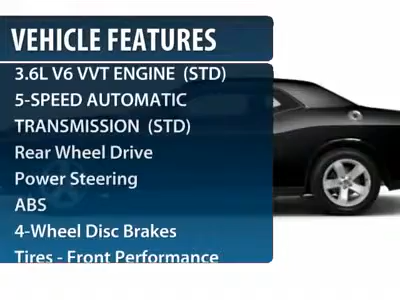 VEHICLE FEATURES
3.6L V6 VVT ENGINE (STD)
5-SPEED AUTOMATIC
TRANSMISSION (STD)
Rear Wheel Drive
Power Steering
ABS
4-Wheel Disc Brakes
Tires - Front Performance